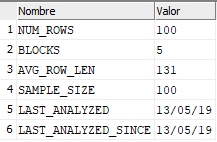 Nombre Valor
1 NUM_ROWS 100
2 BLOCKS 5
3 AVG_ROW_LEN 131
4 SAMPLE_SIZE 100
5 LAST_ANALYZED 13/05/19
6 LAST_ANALYZED_SINCE 13/05/19